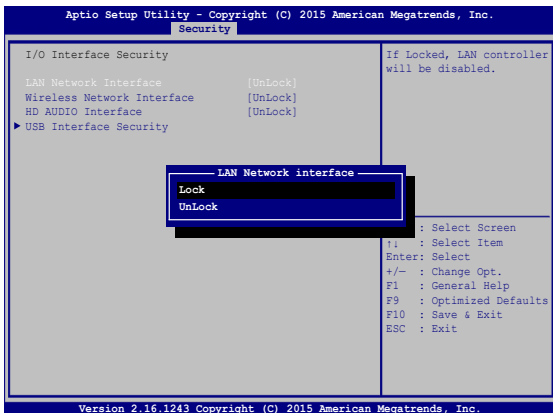 Aptio Setup Utility - Copyright (C) 2015 American Megatrends, Inc.
Security
I/O Interface Security
LAN Network Interface [UnLock]
Wireless Network Interface [UnLock]
HD AUDIO Interface [UnLock]
USB Interface Security
If Locked, LAN controller
will be disabled.
LAN Network interface
Lock
UnLock
: Select Screen
↑↓ : Select Item
Enter: Select
+/— : Change Opt.
F1 : General Help
F9 : Optimized Defaults
F10 : Save & Exit
ESC : Exit
Version 2.16.1243 Copyright (C) 2015 American Megatrends, Inc.